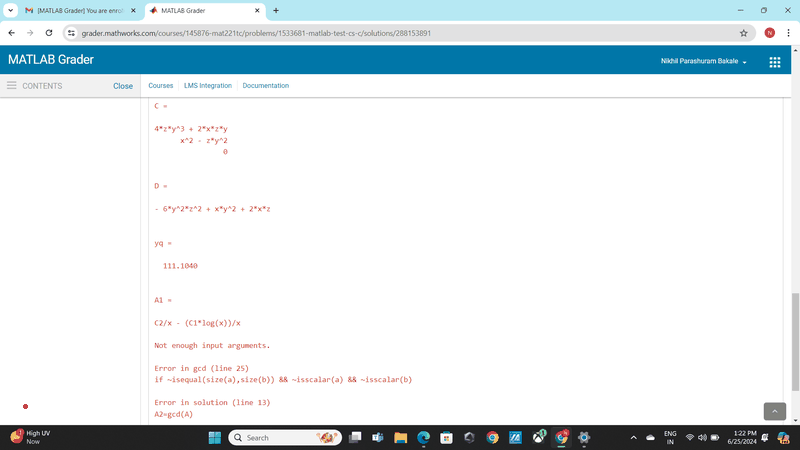 [MATLAB Grader] You are enroll
MATLAB Grader
grader.mathworks.com/courses/145876-mat221tc/problems/1533681-matlab-test-cs-c/solutions/288153891
N
MATLAB Grader
Nikhil Parashuram Bakale
CONTENTS
Close
Courses
LMS Integration
Documentation
C =
4*z*y^3 + 2*x*z*y
x^2 - z*y^2
0
D =
- 6*y^2*z^2 + x*y^2 + 2*x*z
yq =
111.1040
A1 =
C2/x - (C1*log(x))/x
Not enough input arguments.
Error in gcd (line 25)
if ~isequal(size(a),size(b)) && ~isscalar(a) && ~isscalar(b)
Error in solution (line 13)
A2=gcd(A)
High UV
Now
Search
ENG
IN
1:22 PM
6/25/2024